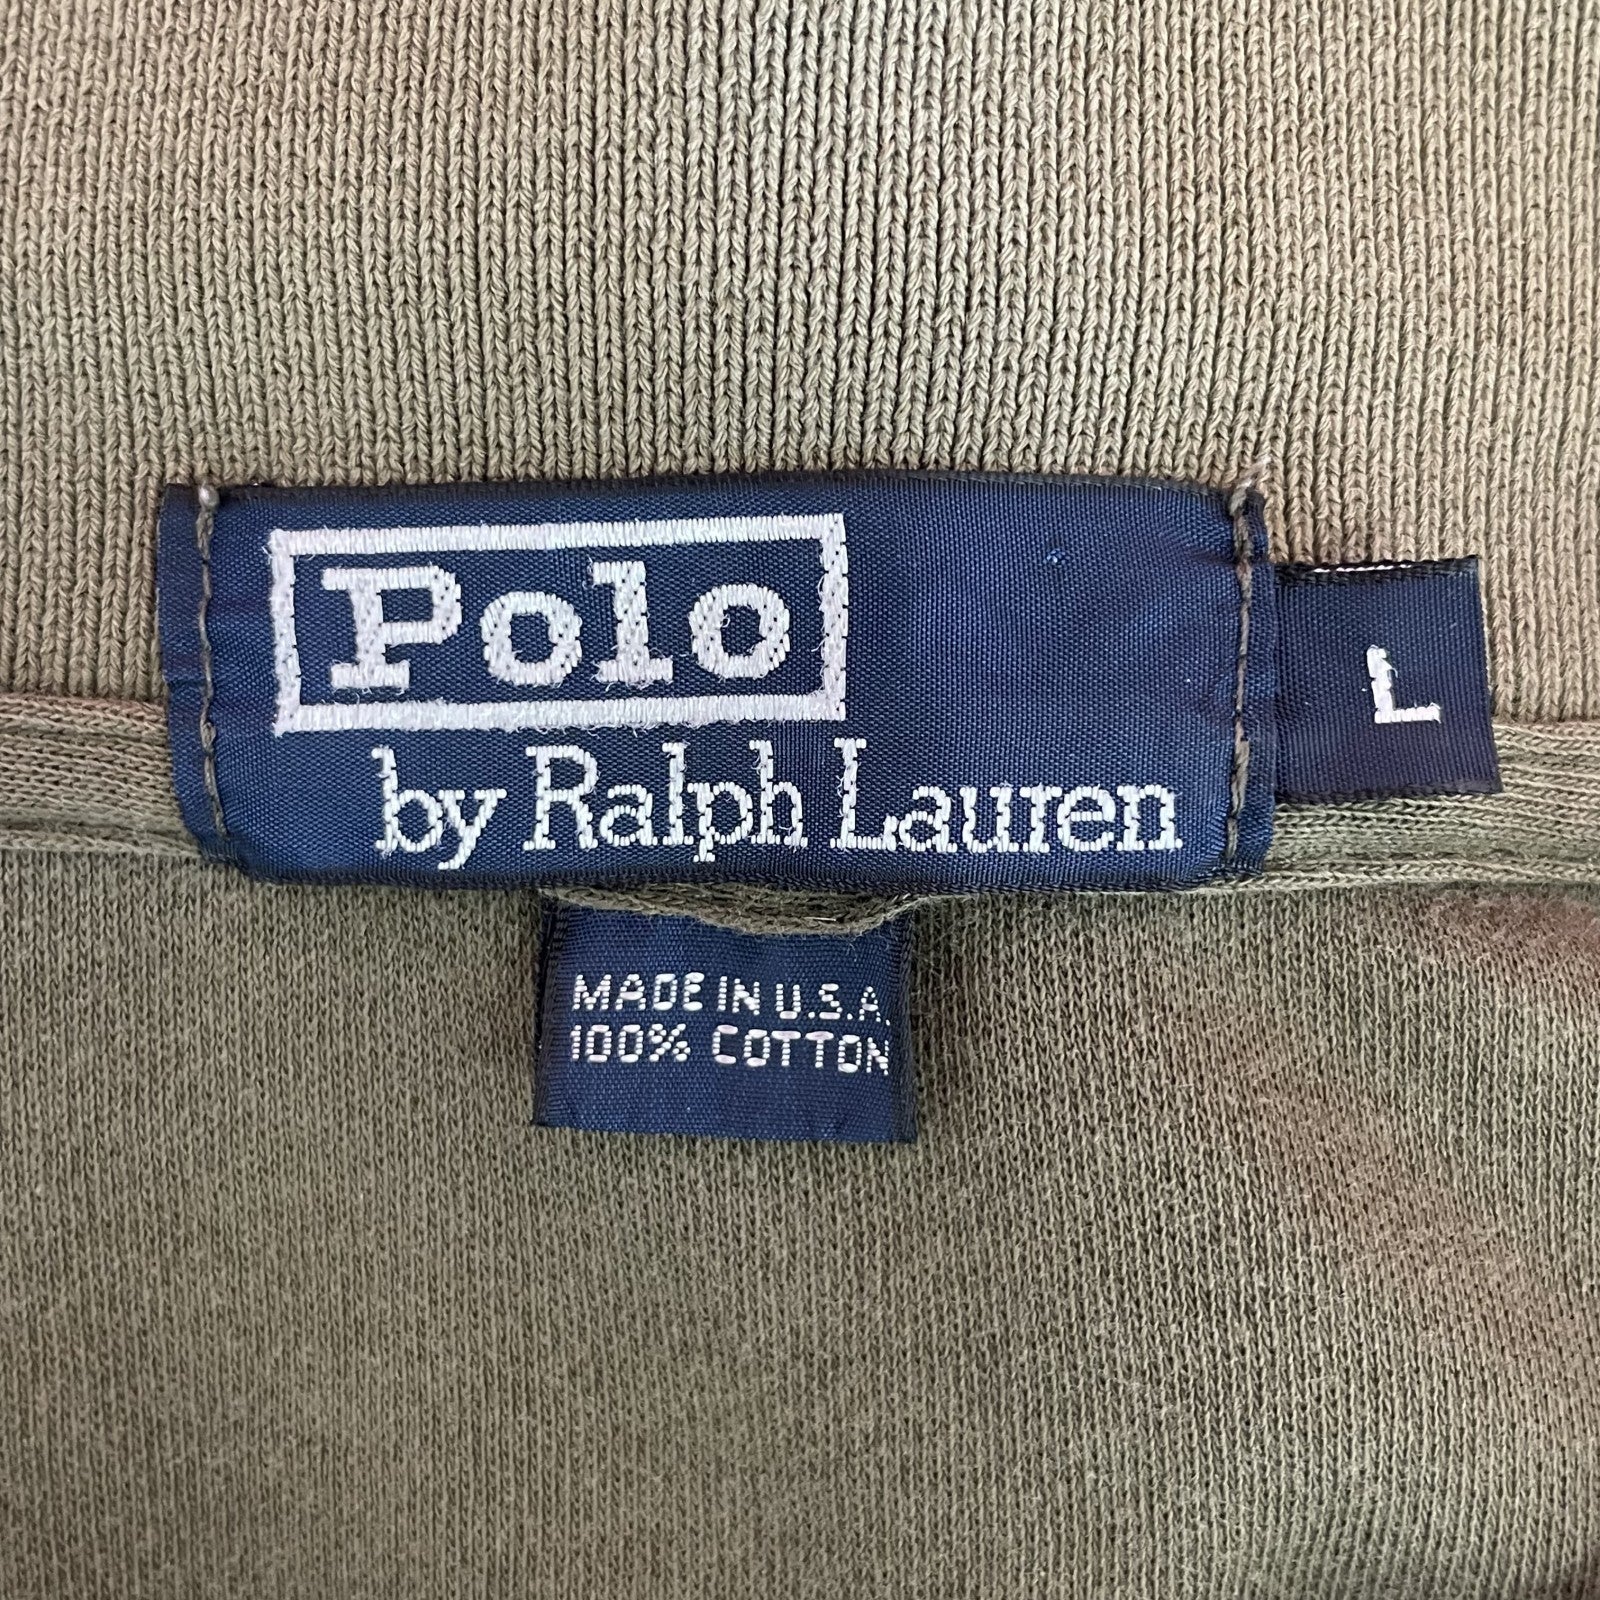 Polo
by Ralph Lauren
L
MADE IN U.S.A.
100% COTTON